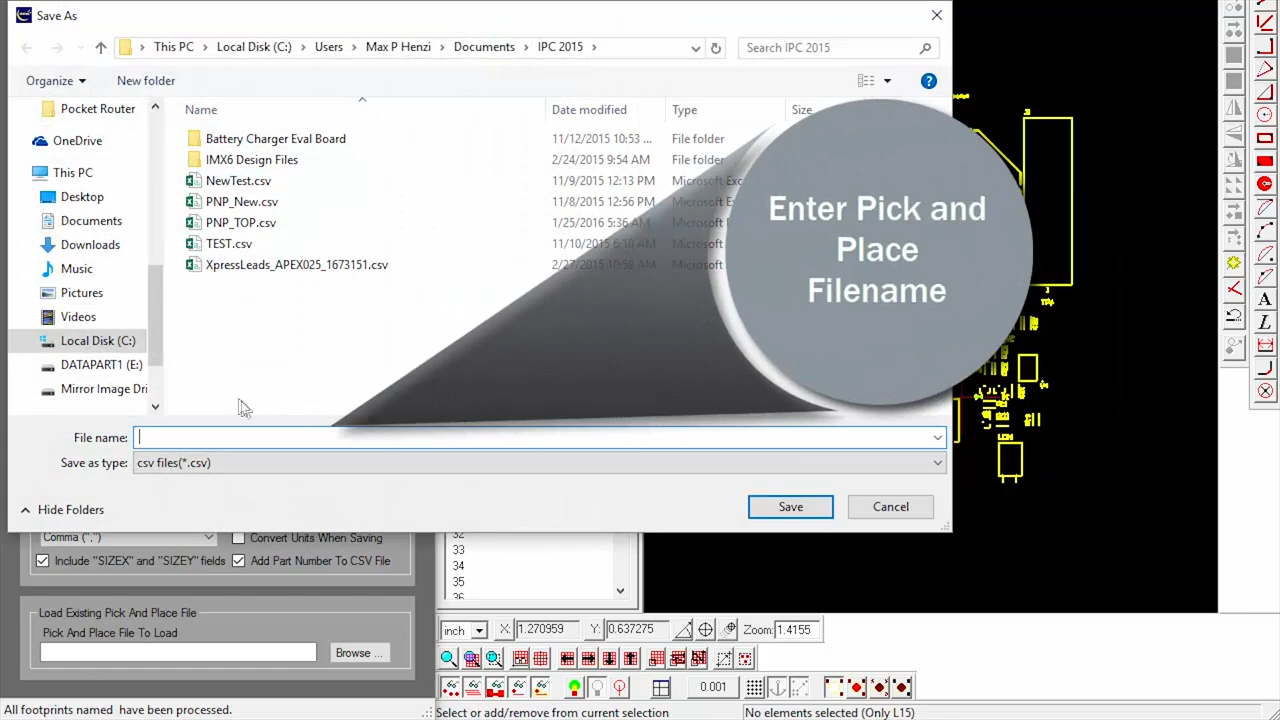 Save As
This PC > Local Disk (C:) > Users > Max P Henzi > Documents > IPC 2015 >
Search IPC 2015
Organize
New folder
Pocket Router
OneDrive
This PC
Desktop
Documents
Downloads
Music
Pictures
Videos
Local Disk (C:)
DATAPART1 (E:)
Mirror Image Dri
Name Date modified Type Size
Battery Charger Eval Board 11/12/2015 10:53 ... File folder
IMX6 Design Files 2/24/2015 9:54 AM File folder
NewTest.csv 11/9/2015 12:13 PM Microsoft Exc
PNP_New.csv 11/8/2015 12:56 PM Microsoft
PNP_TOP.csv 1/25/2016 5:36 AM Microsoft
TEST.csv 11/10/2015 6:10 AM Microsoft
XpressLeads_APEX025_1673151.csv 2/27/2015 10:58 AM Microsoft
Enter Pick and
Place
Filename
File name:
Save as type: csv files(*.csv)
Hide Folders
Save
Cancel
Comma (",")
Convert Units When Saving
Include "SIZEX" and "SIZEY" fields
Add Part Number To CSV File
Load Existing Pick And Place File
Pick And Place File To Load
Browse ...
All footprints named have been processed.
32
33
34
35
36
inch X: 1.270959 Y: 0.637275 Zoom: 1.4155
0.001
Select or add/remove from current selection
No elements selected (Only L15)
A
L